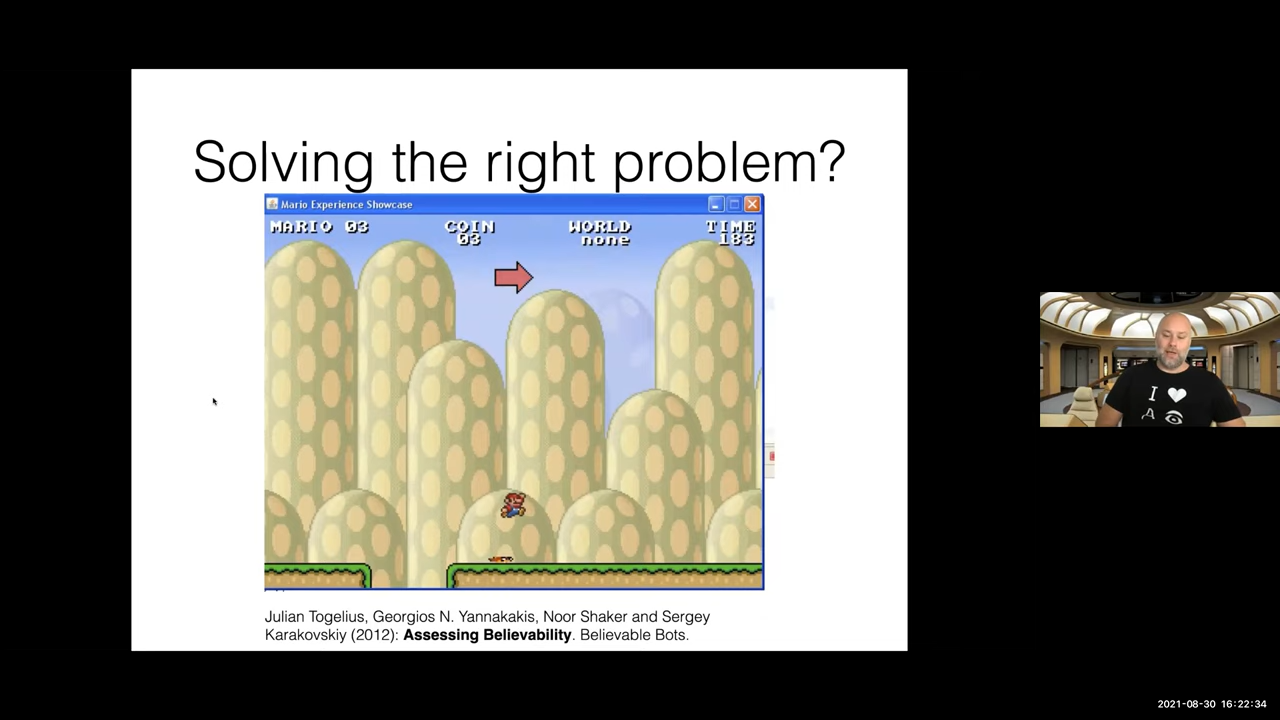 Solving the right problem?
Mario Experience Showcase
MARIO 03 COIN WORLD TIME
03 none 183
Julian Togelius, Georgios N. Yannakakis, Noor Shaker and Sergey
Karakovskiy (2012): Assessing Believability. Believable Bots.
I
A
2021-08-30 16:22:34